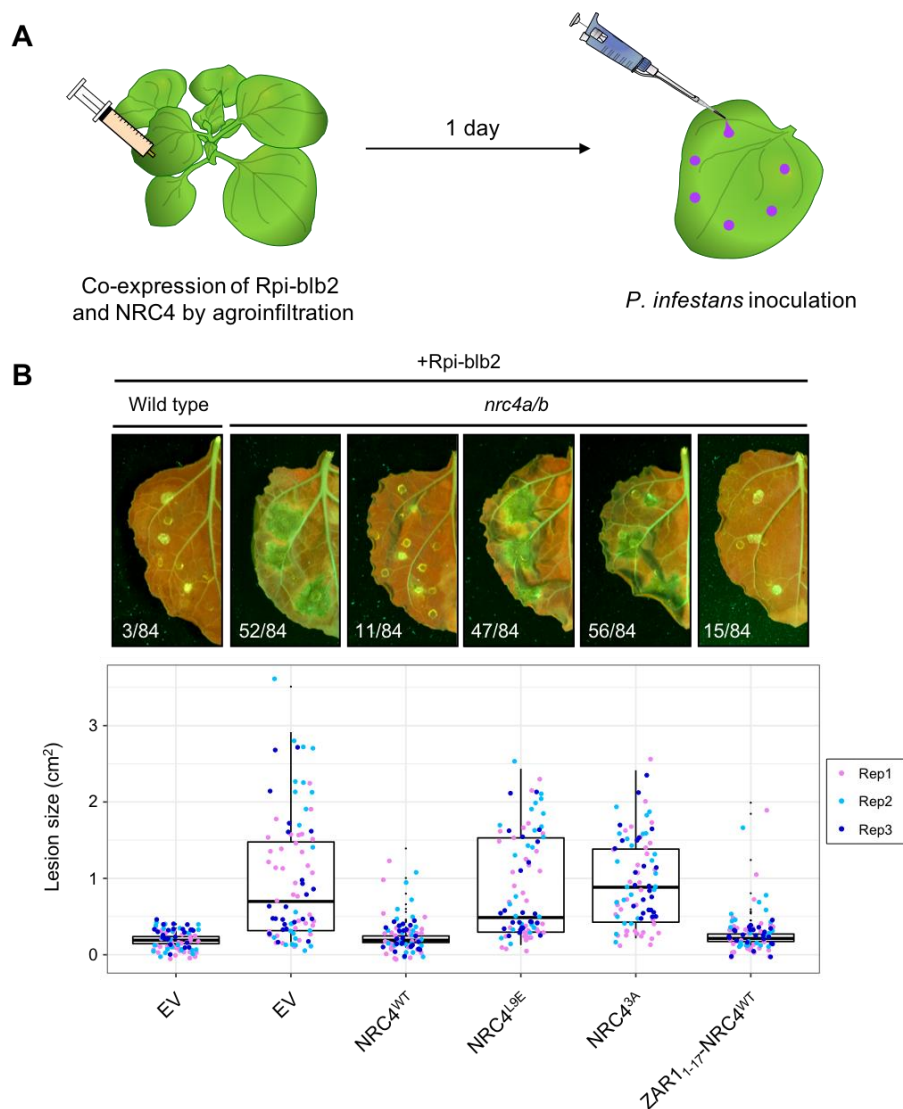 A
1 day
Co-expression of Rpi-blb2
and NRC4 by agroinfiltration
P. infestans inoculation
B
+Rpi-blb2
Wild type
nrc4a/b
3/84
52/84
11/84
47/84
56/84
15/84
Lesion size (cm²)
3
2
1
0
Rep1
Rep2
Rep3
EV
EV
NRC4ᵂᵀ
NRC4ᴸ⁹ᴱ
NRC4³ᴬ
ZAR1₁₋₁₇-NRC4ᵂᵀ